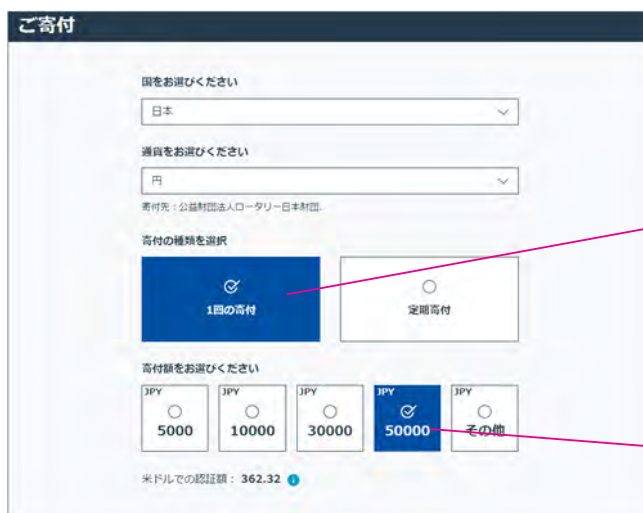 ご寄付
国をお選びください
日本
通貨をお選びください
円
寄付先：公益財団法人ロータリー日本財団.
寄付の種類を選択
1回の寄付
定期寄付
寄付額をお選びください
JPY JPY JPY JPY JPY
5000 10000 30000 50000 その他
米ドルでの認証額： 362.32